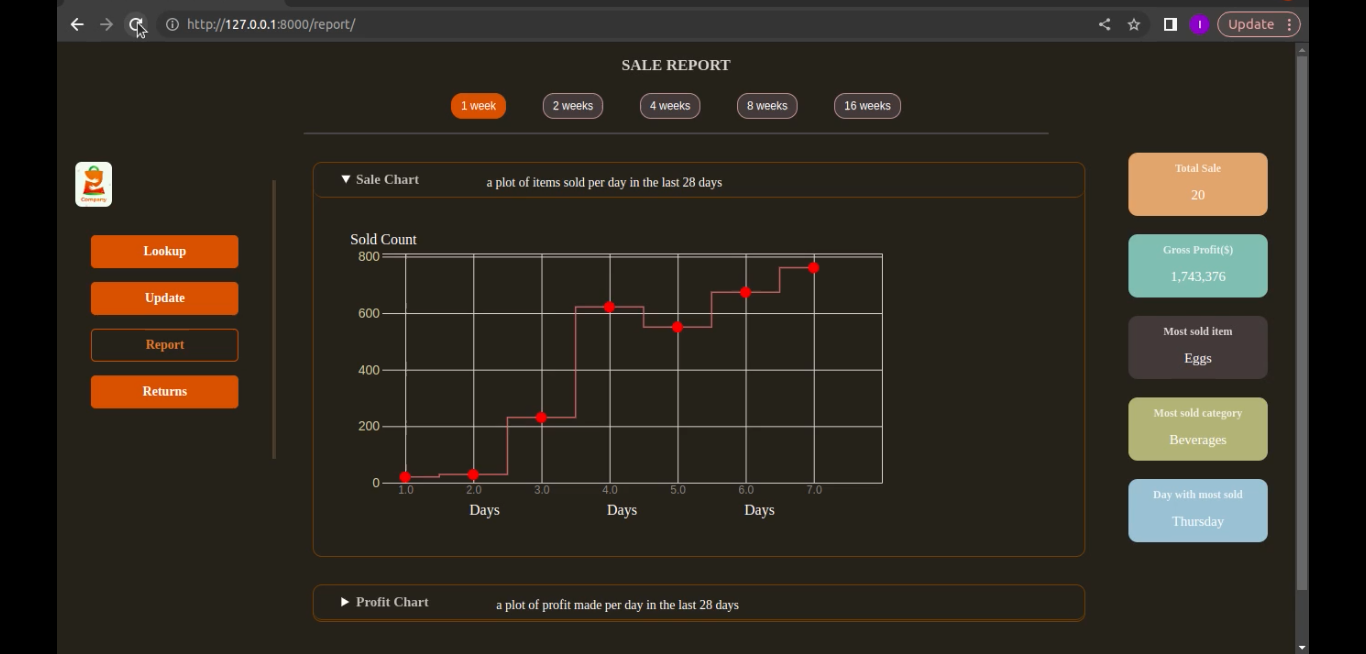 http://127.0.0.1:8000/report/
I
Update
SALE REPORT
1 week
2 weeks
4 weeks
8 weeks
16 weeks
Company
Lookup
Update
Report
Returns
Sale Chart
a plot of items sold per day in the last 28 days
Sold Count
800
600
400
200
0
1.0 2.0 3.0 4.0 5.0 6.0 7.0
Days Days Days
Profit Chart
a plot of profit made per day in the last 28 days
Total Sale
20
Gross Profit($)
1,743,376
Most sold item
Eggs
Most sold category
Beverages
Day with most sold
Thursday